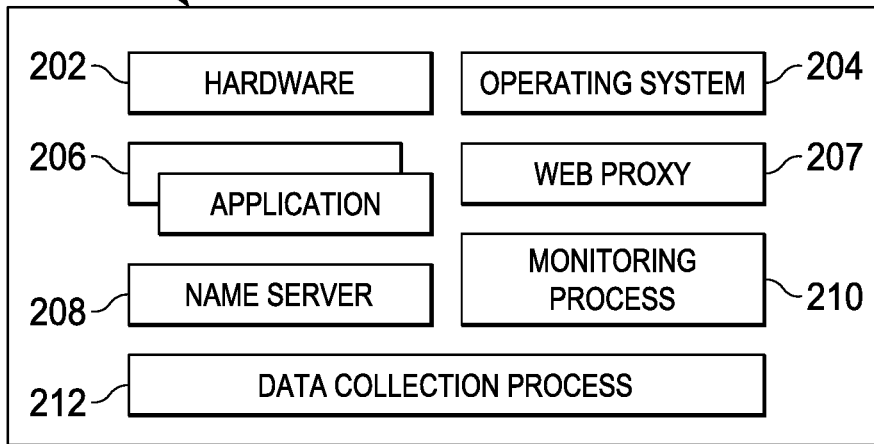 202 HARDWARE OPERATING SYSTEM 204
206 APPLICATION WEB PROXY 207
208 NAME SERVER MONITORING
PROCESS 210
212 DATA COLLECTION PROCESS